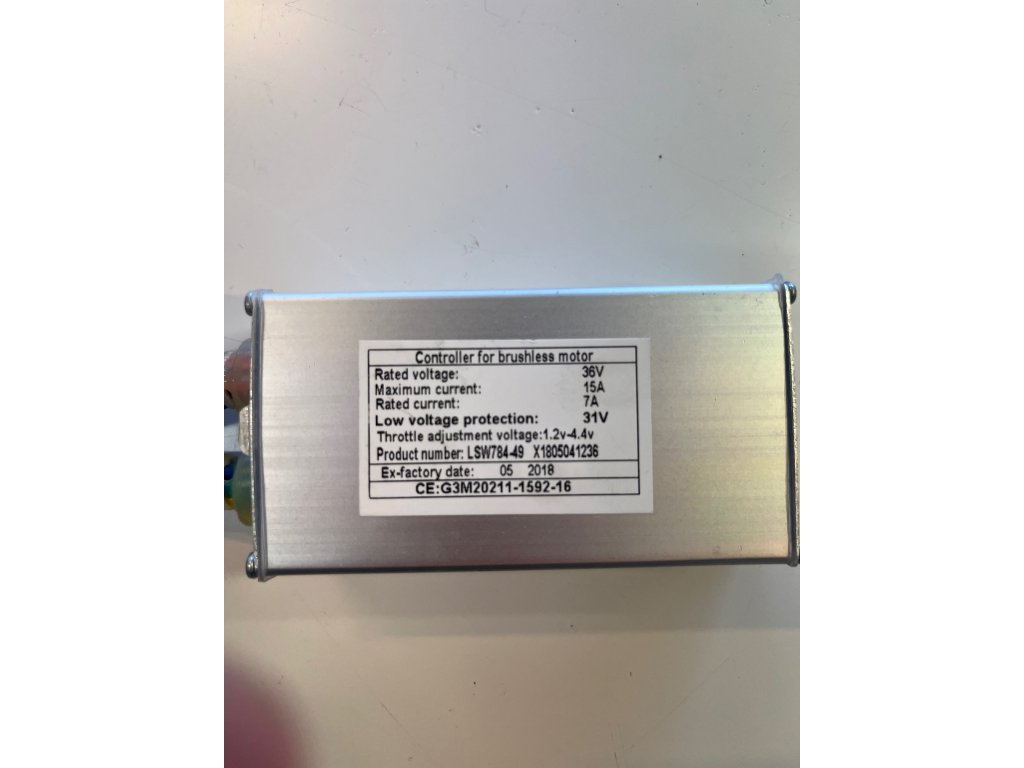 Controller for brushless motor
Rated voltage: 36V
Maximum current: 15A
Rated current: 7A
Low voltage protection: 31V
Throttle adjustment voltage:1.2v-4.4v
Product number: LSW784-49 X1805041236
Ex-factory date: 05 2018
CE:G3M20211-1592-16